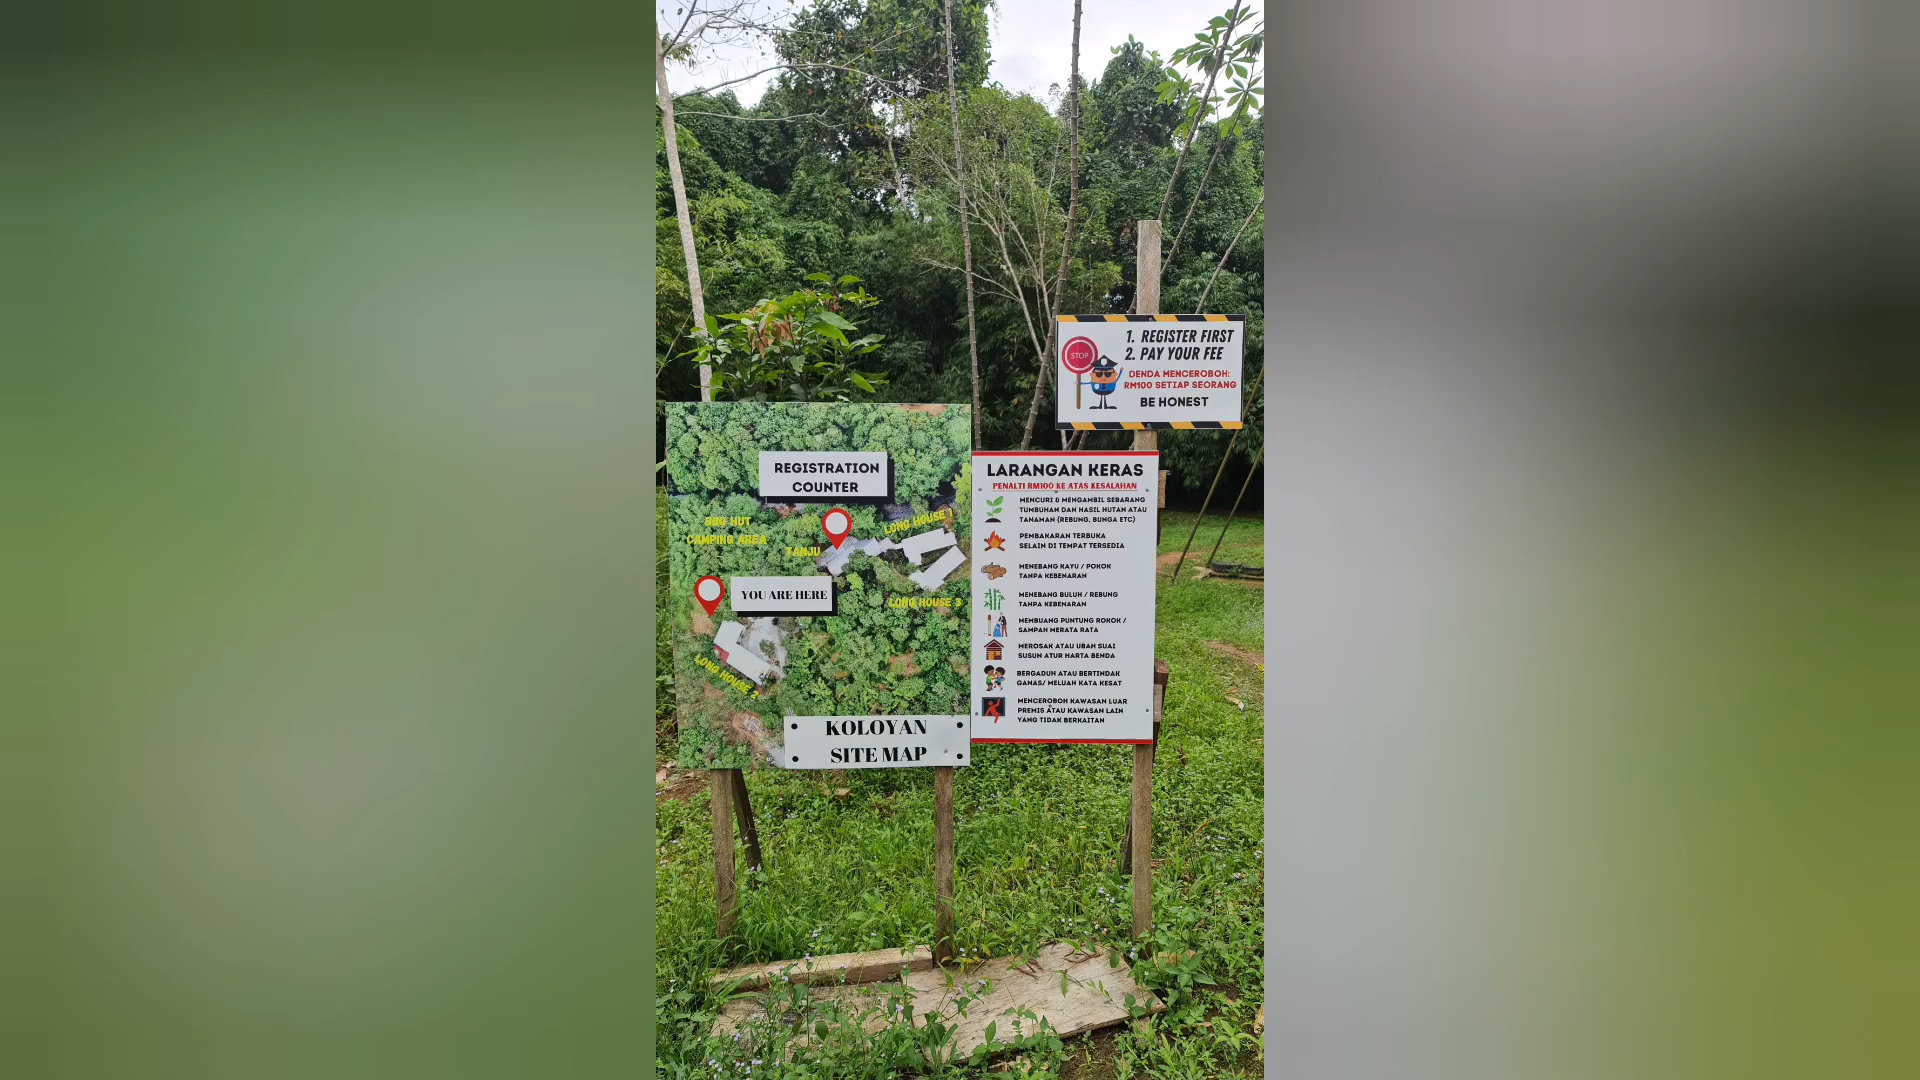 STOP
1. REGISTER FIRST
2. PAY YOUR FEE
DENDA MENCEROBOH:
RM100 SETIAP SEORANG
BE HONEST
REGISTRATION
COUNTER
BBQ HUT
CAMPING AREA
TANJU
LONG HOUSE 1
YOU ARE HERE
LONG HOUSE 3
LONG HOUSE 2
KOLOYAN
SITE MAP
LARANGAN KERAS
PENALTI RM100 KE ATAS KESALAHAN
MENCURI & MENGAMBIL SEBARANG
TUMBUHAN DAN HASIL HUTAN ATAU
TANAMAN (REBUNG, BUNGA ETC)
PEMBAKARAN TERBUKA
SELAIN DI TEMPAT TERSEDIA
MENEBANG KAYU / POKOK
TANPA KEBENARAN
MENEBANG BULUH / REBUNG
TANPA KEBENARAN
MEMBUANG PUNTUNG ROKOK /
SAMPAH MERATA RATA
MEROSAK ATAU UBAH SUAI
SUSUN ATUR HARTA BENDA
BERGADUH ATAU BERTINDAK
GANAS/ MELUAH KATA KESAT
MENCEROBOH KAWASAN LUAR
PREMIS ATAU KAWASAN LAIN
YANG TIDAK BERKAITAN